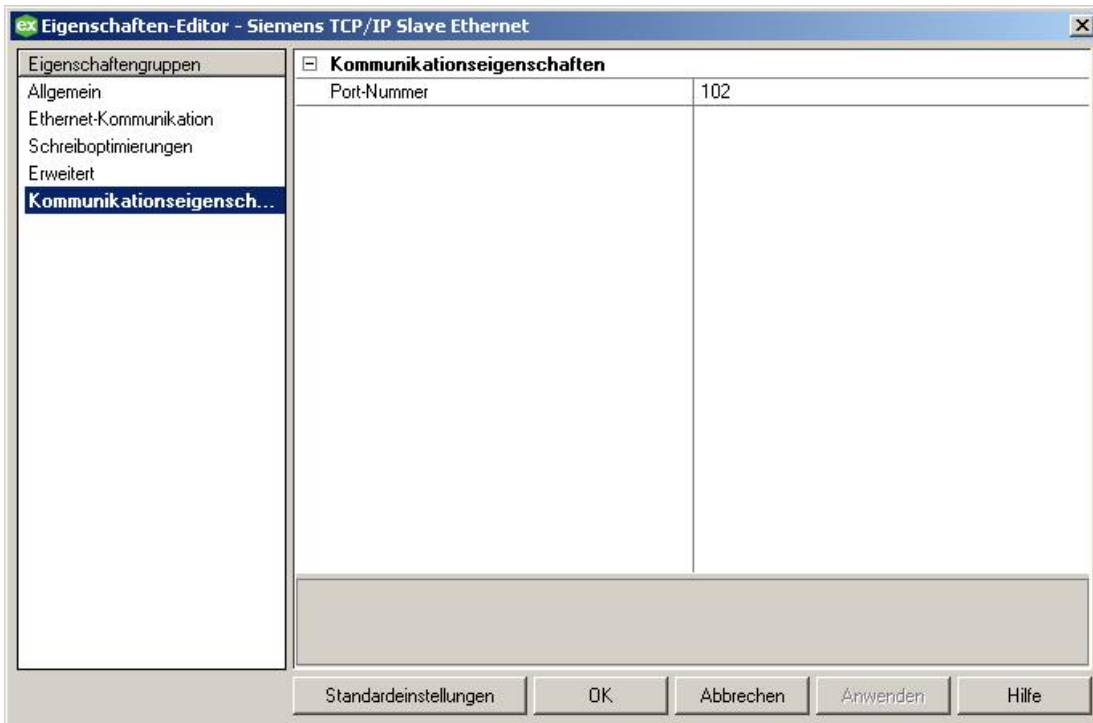 ex Eigenschaften-Editor - Siemens TCP/IP Slave Ethernet
Eigenschaftengruppen
Allgemein
Ethernet-Kommunikation
Schreiboptimierungen
Erweitert
Kommunikationseigensch...
Kommunikationseigenschaften
Port-Nummer 102
Standardeinstellungen OK Abbrechen Anwenden Hilfe